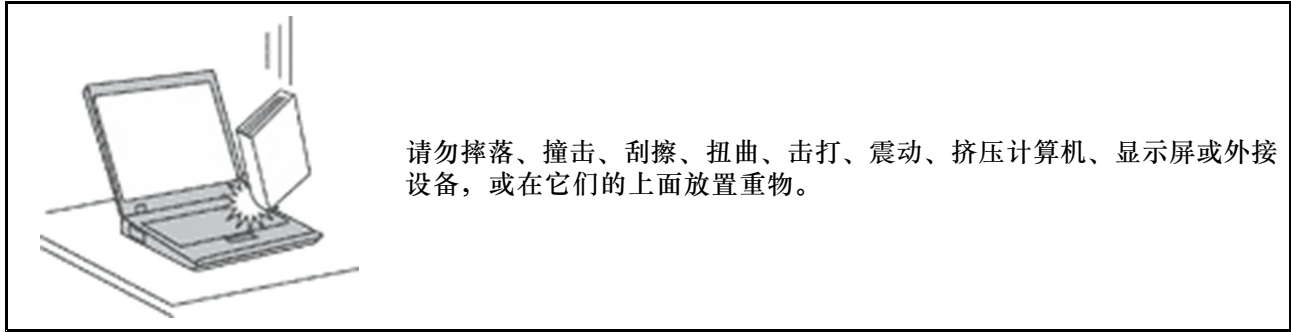 请勿摔落、撞击、刮擦、扭曲、击打、震动、挤压计算机、显示屏或外接
设备，或在它们的上面放置重物。